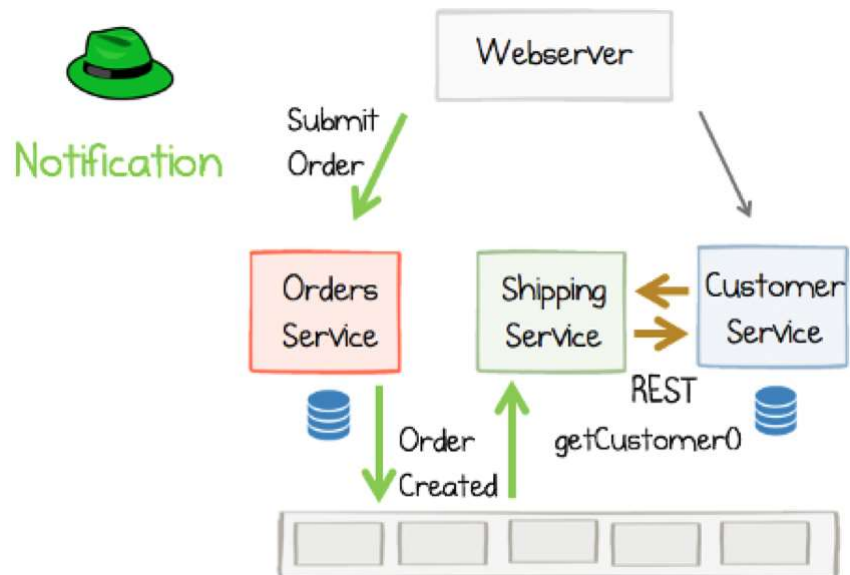 Webserver
Submit
Order
Notification
Orders
Service
Shipping
Service
Customer
Service
REST
getCustomer()
Order
Created